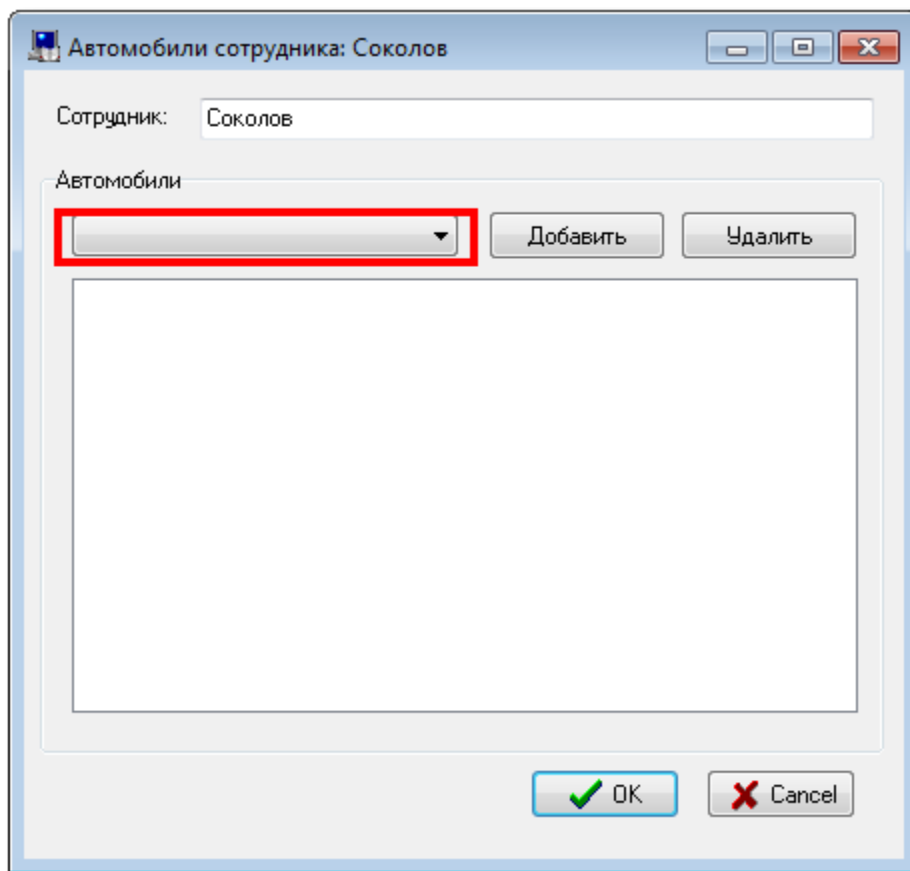 Автомобили сотрудника: Соколов
Сотрудник: Соколов
Автомобили
Добавить Удалить
OK Cancel